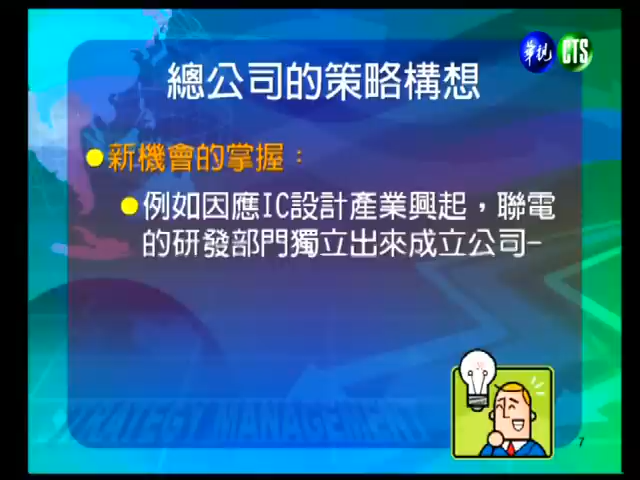 華視 CTS
總公司的策略構想
新機會的掌握：
例如因應IC設計產業興起，聯電
的研發部門獨立出來成立公司-
STRATEGY MANAGEMENT
7